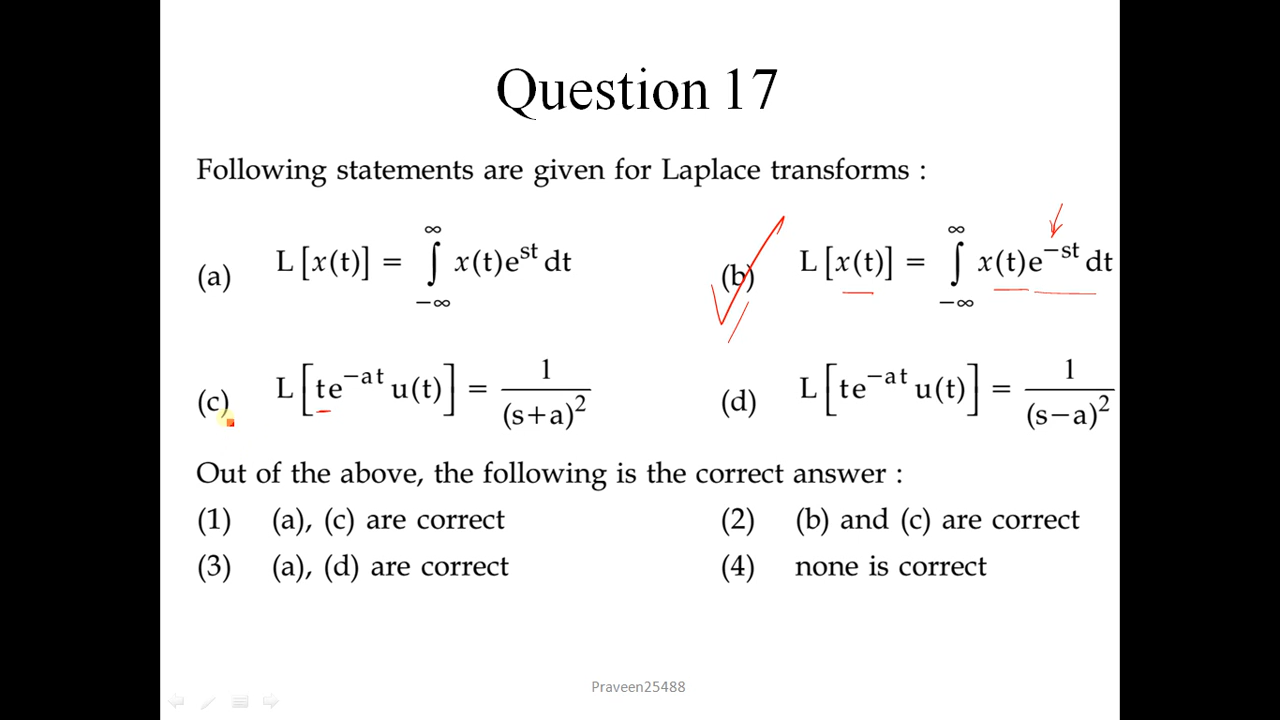 Question 17
Following statements are given for Laplace transforms :
(a) L[x(t)] = ∫_{−∞}^{∞} x(t)e^{st} dt (b) L[x(t)] = ∫_{−∞}^{∞} x(t)e^{−st} dt
(c) L[te^{−at} u(t)] = 1/(s+a)² (d) L[te^{−at} u(t)] = 1/(s−a)²
Out of the above, the following is the correct answer :
(1) (a), (c) are correct (2) (b) and (c) are correct
(3) (a), (d) are correct (4) none is correct
Praveen25488